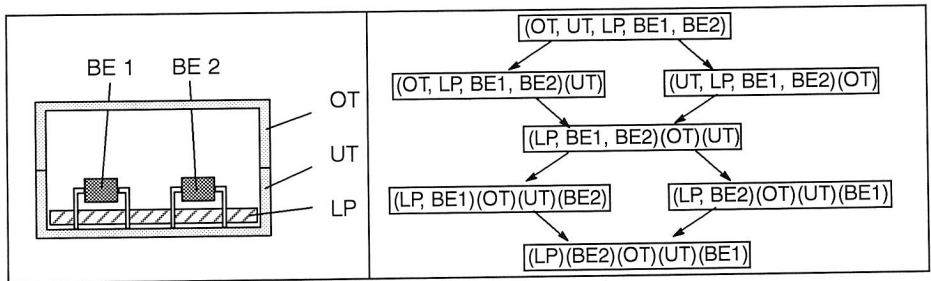 BE 1 BE 2
OT
UT
LP
(OT, UT, LP, BE1, BE2)
(OT, LP, BE1, BE2)(UT)
(UT, LP, BE1, BE2)(OT)
(LP, BE1, BE2)(OT)(UT)
(LP, BE1)(OT)(UT)(BE2)
(LP, BE2)(OT)(UT)(BE1)
(LP)(BE2)(OT)(UT)(BE1)